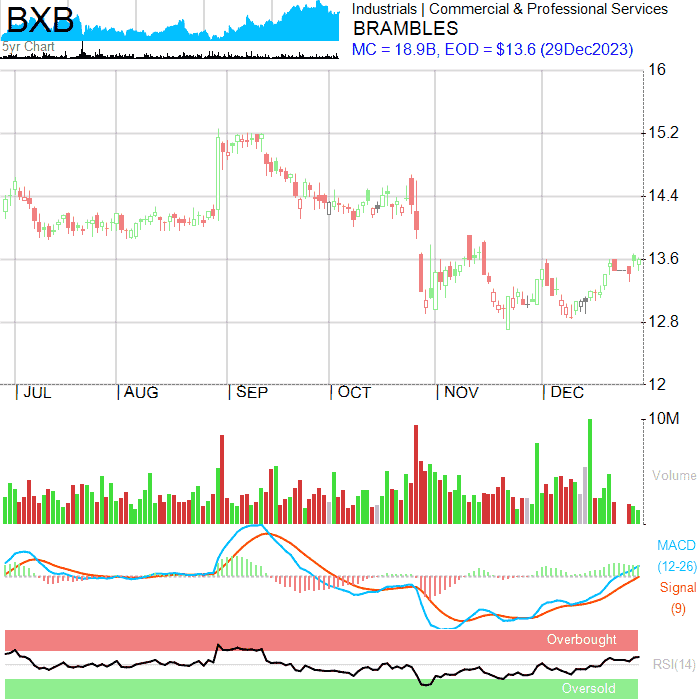 BXB
5yr Chart
Industrials | Commercial & Professional Services
BRAMBLES
MC = 18.9B, EOD = $13.6 (29Dec2023)
16
15.2
14.4
13.6
12.8
12
| JUL | AUG | SEP | OCT | NOV | DEC
10M
Volume
MACD
(12-26)
Signal
(9)
Overbought
RSI(14)
Oversold